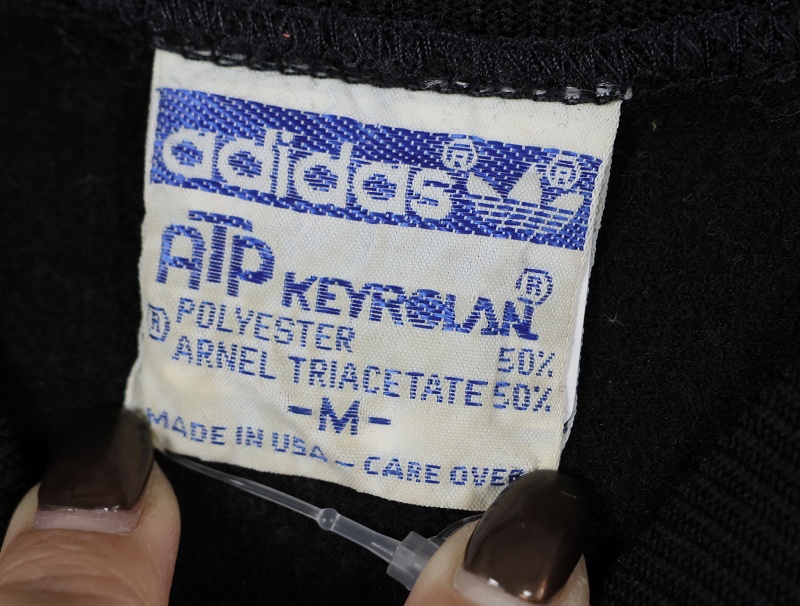 adidas® ®
ATP KEYROLAN®
POLYESTER 50%
® ARNEL TRIACETATE 50%
-M-
MADE IN USA - CARE OVER